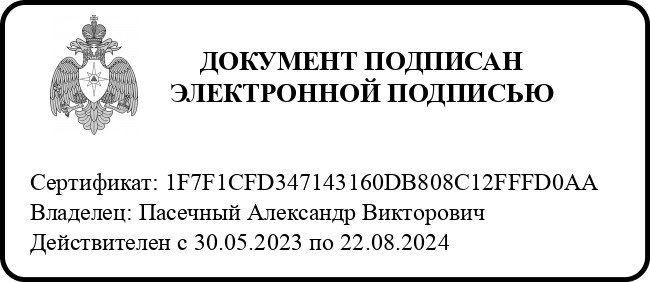 ДОКУМЕНТ ПОДПИСАН
ЭЛЕКТРОННОЙ ПОДПИСЬЮ
Сертификат: 1F7F1CFD347143160DB808C12FFFD0AA
Владелец: Пасечный Александр Викторович
Действителен с 30.05.2023 по 22.08.2024